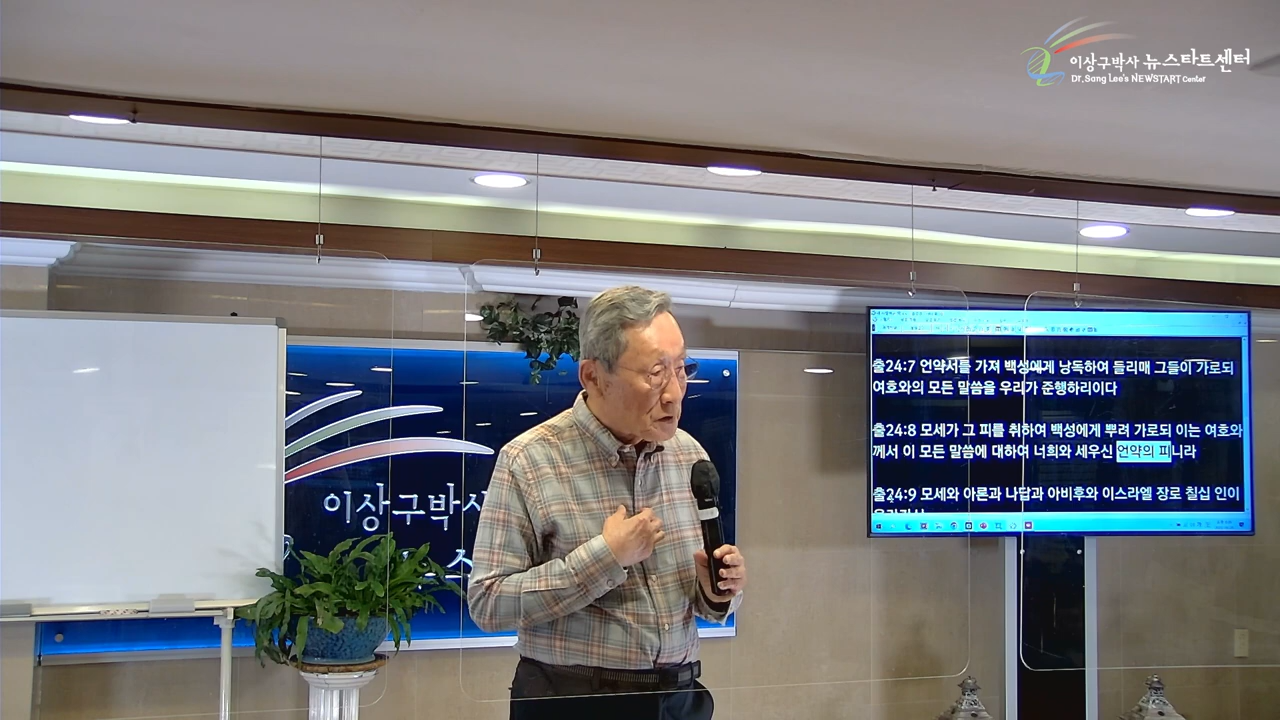 이상구박사 뉴스타트센터
Dr. Sang Lee's NEWSTART Center
이상구박사
출24:7 언약서를 가져 백성에게 낭독하여 들리매 그들이 가로되
여호와의 모든 말씀을 우리가 준행하리이다
출24:8 모세가 그 피를 취하여 백성에게 뿌려 가로되 이는 여호와
께서 이 모든 말씀에 대하여 너희와 세우신 언약의 피니라
출24:9 모세와 아론과 나답과 아비후와 이스라엘 장로 칠십 인이